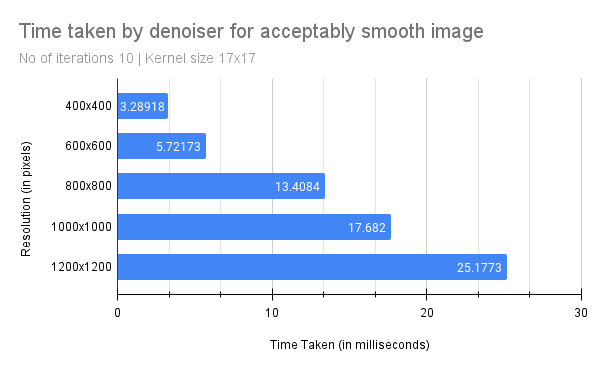 Time taken by denoiser for acceptably smooth image
No of iterations 10 | Kernel size 17x17
Resolution (in pixels)
400x400 3.28918
600x600 5.72173
800x800 13.4084
1000x1000 17.682
1200x1200 25.1773
0 10 20 30
Time Taken (in milliseconds)